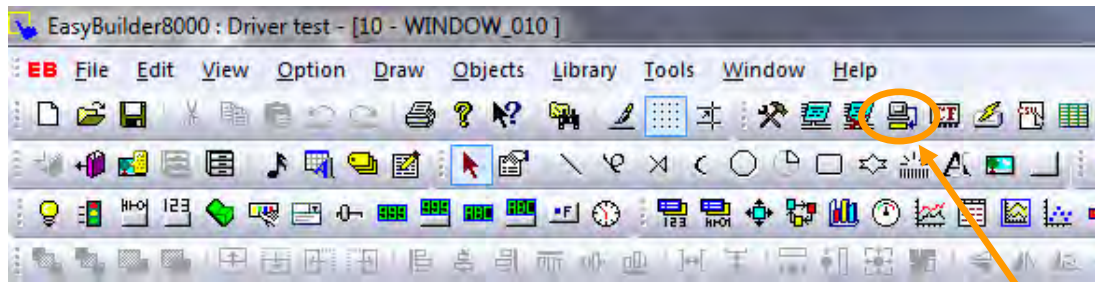 EasyBuilder8000 : Driver test - [10 - WINDOW_010 ]
EB File Edit View Option Draw Objects Library Tools Window Help